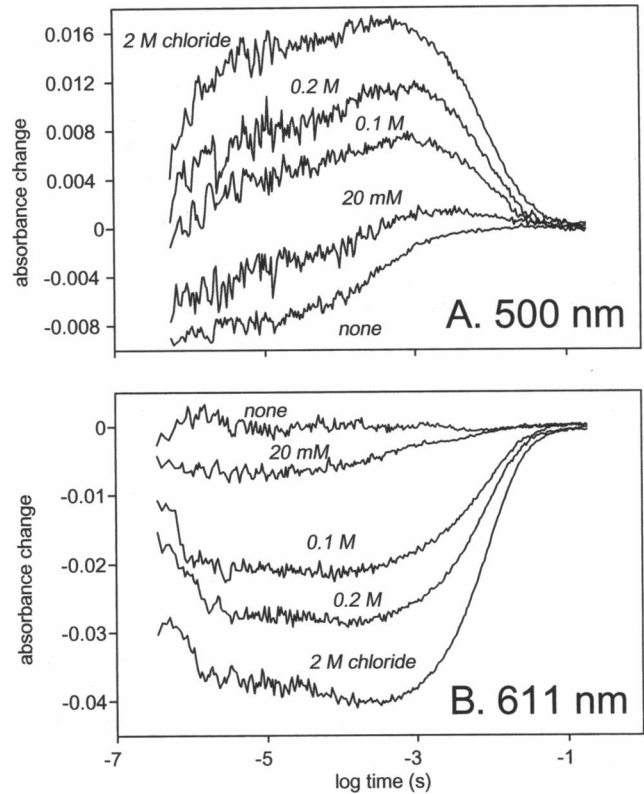 0.016
2 M chloride
0.012
0.2 M
0.008
0.1 M
0.004
20 mM
0
-0.004
-0.008
none
absorbance change
A. 500 nm
none
0
20 mM
-0.01
0.1 M
-0.02
0.2 M
-0.03
2 M chloride
-0.04
absorbance change
B. 611 nm
-7
-5
-3
-1
log time (s)